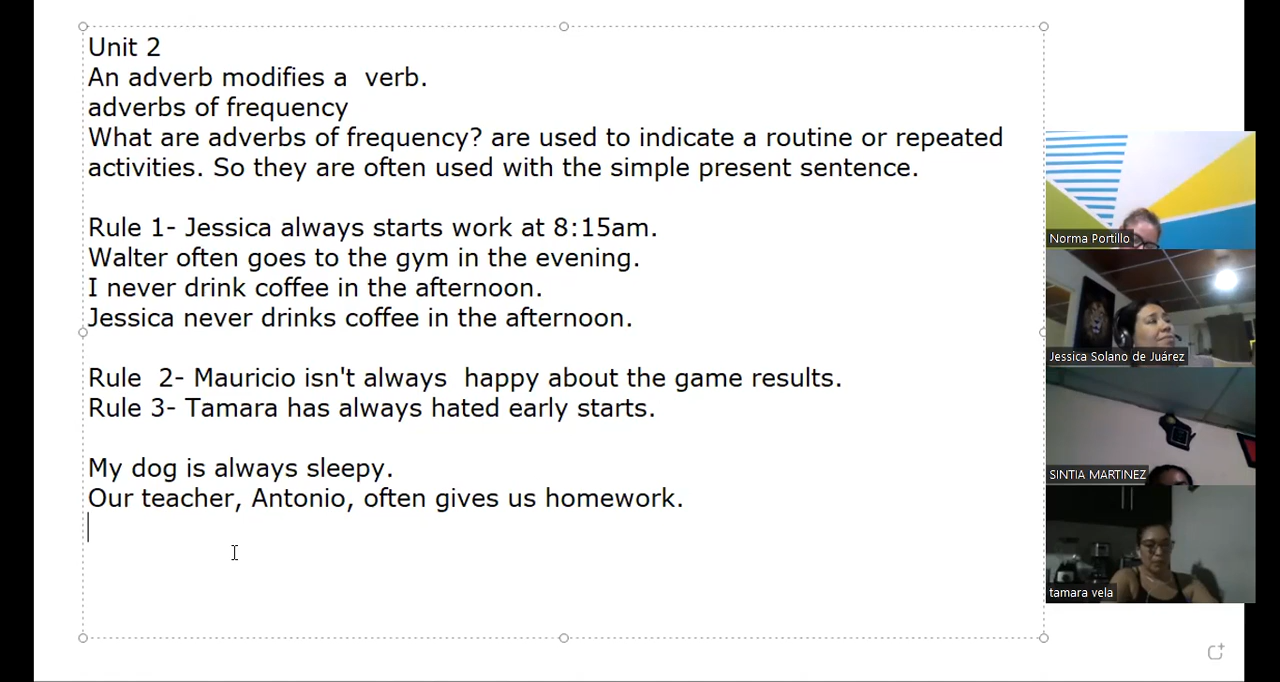 Unit 2
An adverb modifies a  verb.
adverbs of frequency
What are adverbs of frequency? are used to indicate a routine or repeated
activities. So they are often used with the simple present sentence.
Rule 1- Jessica always starts work at 8:15am.
Walter often goes to the gym in the evening.
I never drink coffee in the afternoon.
Jessica never drinks coffee in the afternoon.
Rule  2- Mauricio isn't always  happy about the game results.
Rule 3- Tamara has always hated early starts.
My dog is always sleepy.
Our teacher, Antonio, often gives us homework.
Norma Portillo
Jessica Solano de Juárez
SINTIA MARTINEZ
tamara vela